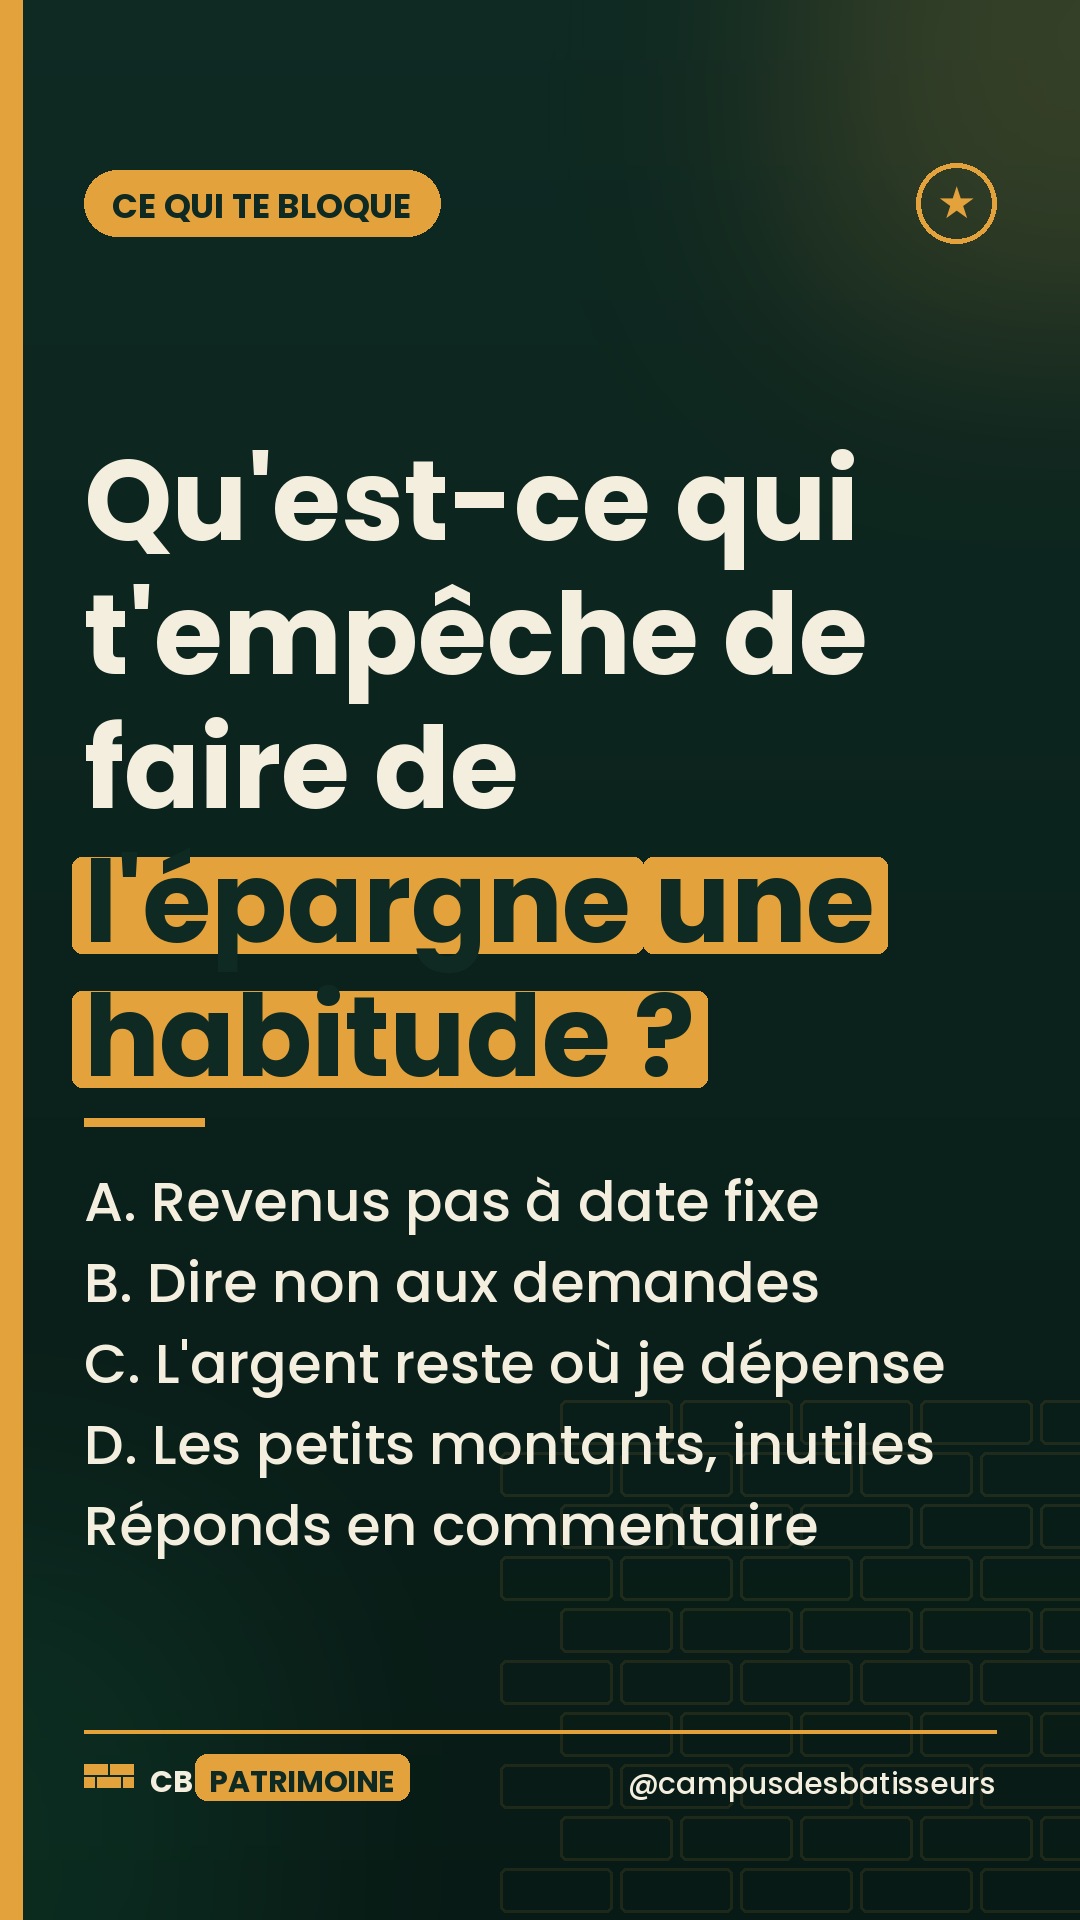 CE QUI TE BLOQUE
Qu'est-ce qui
t'empêche de
faire de
l'épargne une
habitude ?
A. Revenus pas à date fixe
B. Dire non aux demandes
C. L'argent reste où je dépense
D. Les petits montants, inutiles
Réponds en commentaire
CB PATRIMOINE
@campusdesbatisseurs